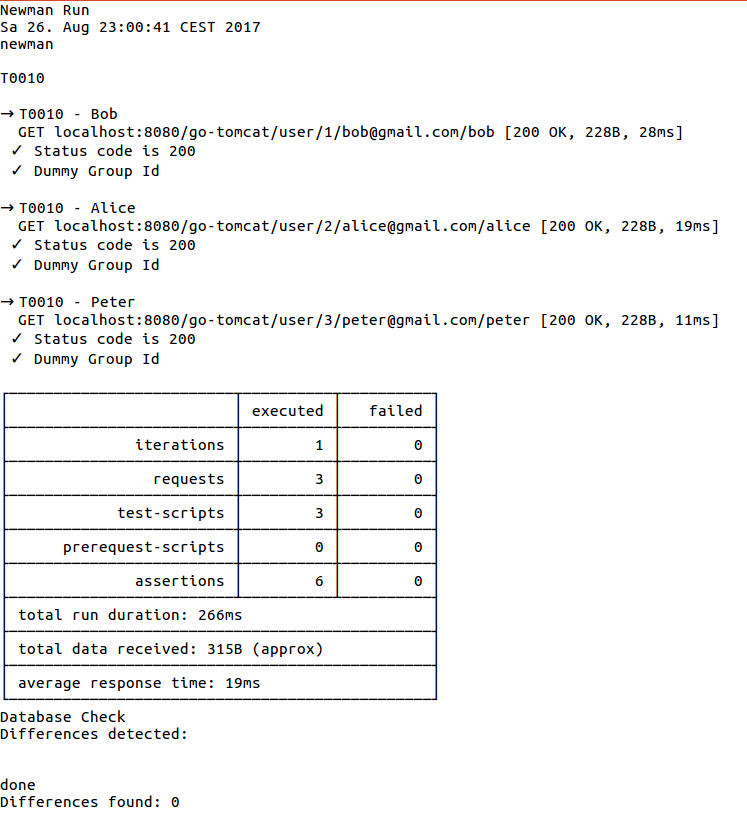 Newman Run
Sa 26. Aug 23:00:41 CEST 2017
newman
T0010
→ T0010 - Bob
GET localhost:8080/go-tomcat/user/1/bob@gmail.com/bob [200 OK, 228B, 28ms]
✓ Status code is 200
✓ Dummy Group Id
→ T0010 - Alice
GET localhost:8080/go-tomcat/user/2/alice@gmail.com/alice [200 OK, 228B, 19ms]
✓ Status code is 200
✓ Dummy Group Id
→ T0010 - Peter
GET localhost:8080/go-tomcat/user/3/peter@gmail.com/peter [200 OK, 228B, 11ms]
✓ Status code is 200
✓ Dummy Group Id
executed failed
iterations 1 0
requests 3 0
test-scripts 3 0
prerequest-scripts 0 0
assertions 6 0
total run duration: 266ms
total data received: 315B (approx)
average response time: 19ms
Database Check
Differences detected:
done
Differences found: 0